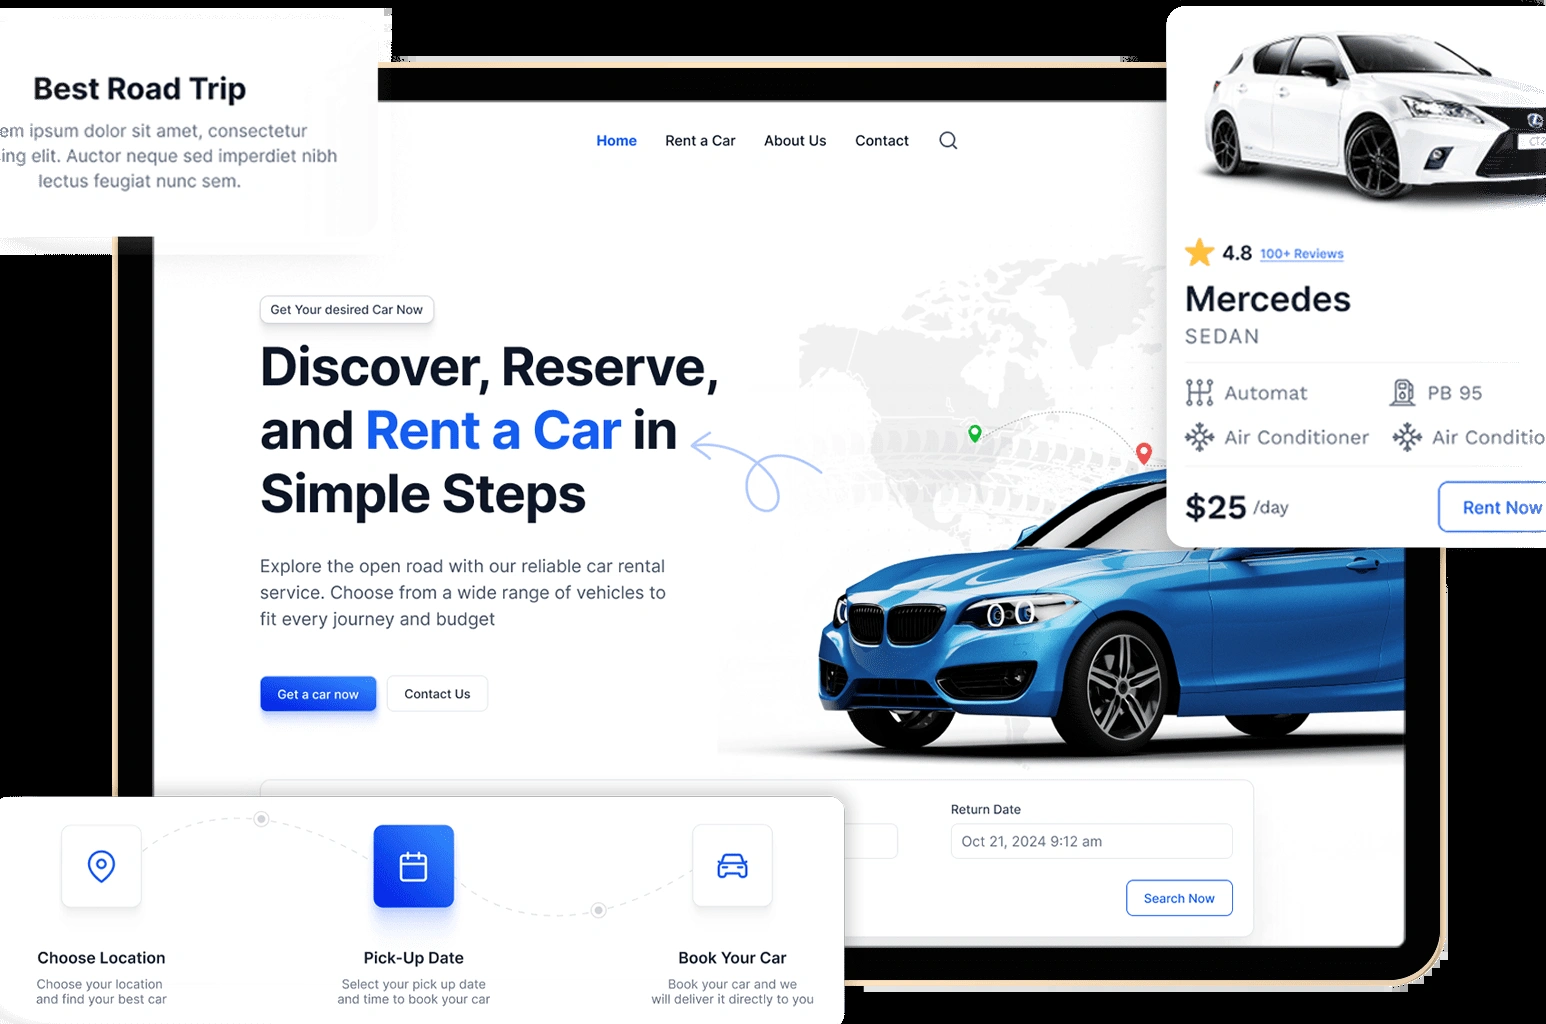 Best Road Trip
em ipsum dolor sit amet, consectetur
ing elit. Auctor neque sed imperdiet nibh
lectus feugiat nunc sem.
Home Rent a Car About Us Contact
Get Your desired Car Now
Discover, Reserve,
and Rent a Car in
Simple Steps
Explore the open road with our reliable car rental
service. Choose from a wide range of vehicles to
fit every journey and budget
Get a car now Contact Us
4.8 100+ Reviews
Mercedes
SEDAN
Automat PB 95
Air Conditioner Air Conditio
$25 /day Rent Now
Return Date
Oct 21, 2024 9:12 am
Search Now
Choose Location
Choose your location
and find your best car
Pick-Up Date
Select your pick up date
and time to book your car
Book Your Car
Book your car and we
will deliver it directly to you